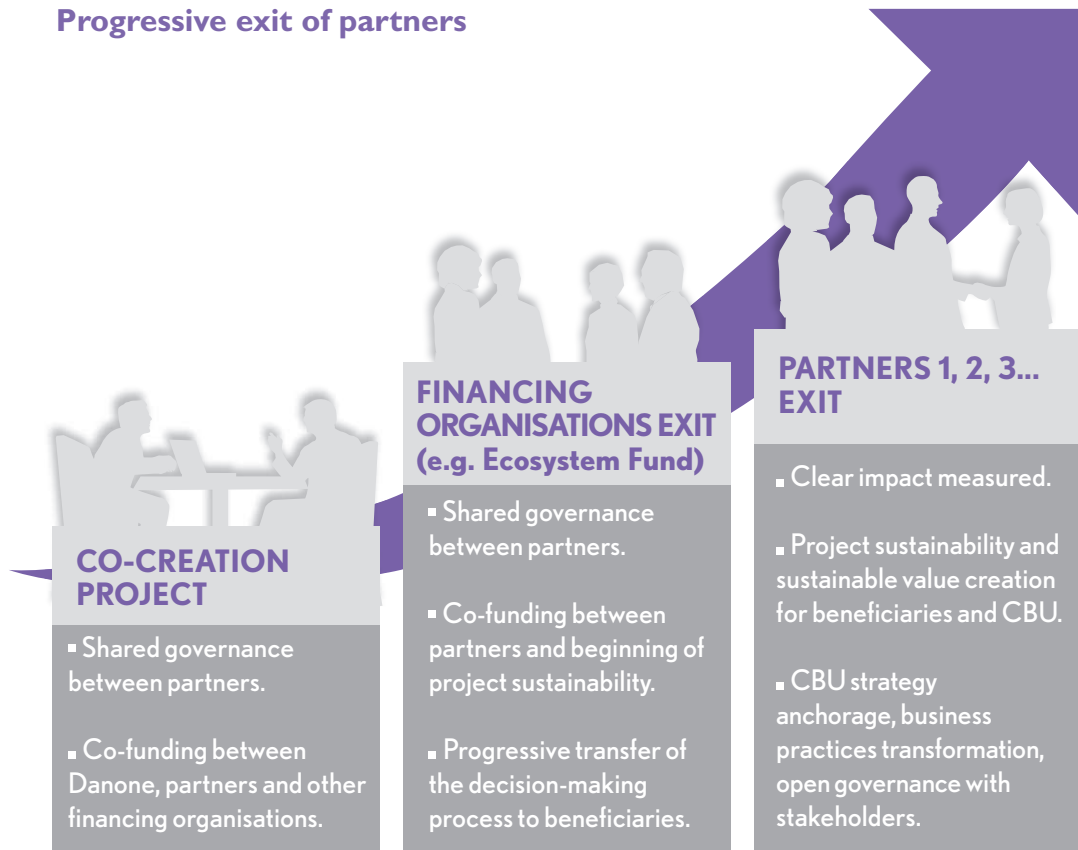 Progressive exit of partners
CO-CREATION
PROJECT
▪ Shared governance
between partners.
▪ Co-funding between
Danone, partners and other
financing organisations.
FINANCING
ORGANISATIONS EXIT
(e.g. Ecosystem Fund)
▪ Shared governance
between partners.
▪ Co-funding between
partners and beginning of
project sustainability.
▪ Progressive transfer of
the decision-making
process to beneficiaries.
PARTNERS 1, 2, 3...
EXIT
▪ Clear impact measured.
▪ Project sustainability and
sustainable value creation
for beneficiaries and CBU.
▪ CBU strategy
anchorage, business
practices transformation,
open governance with
stakeholders.